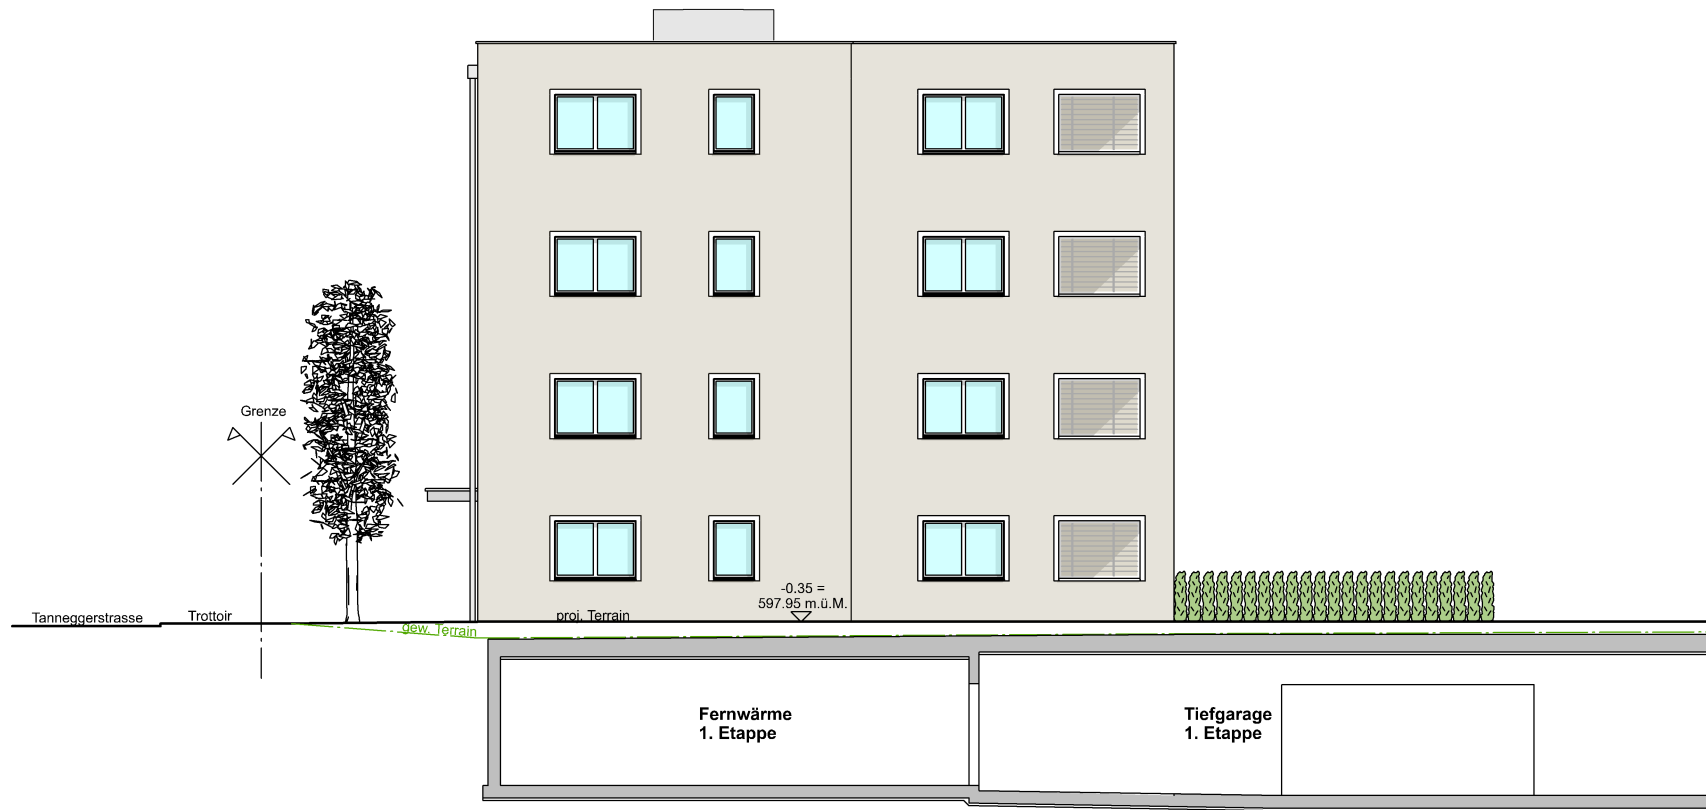 Grenze
-0.35 =
597.95 m.ü.M.
Tanneggerstrasse
Trottoir
proj. Terrain
gew. Terrain
Fernwärme
1. Etappe
Tiefgarage
1. Etappe